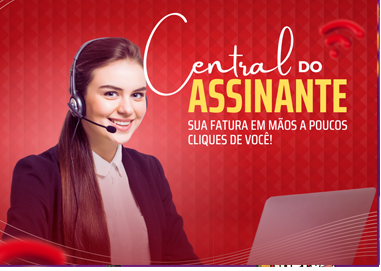 Central DO
ASSINANTE
SUA FATURA EM MÃOS A POUCOS
CLIQUES DE VOCÊ!